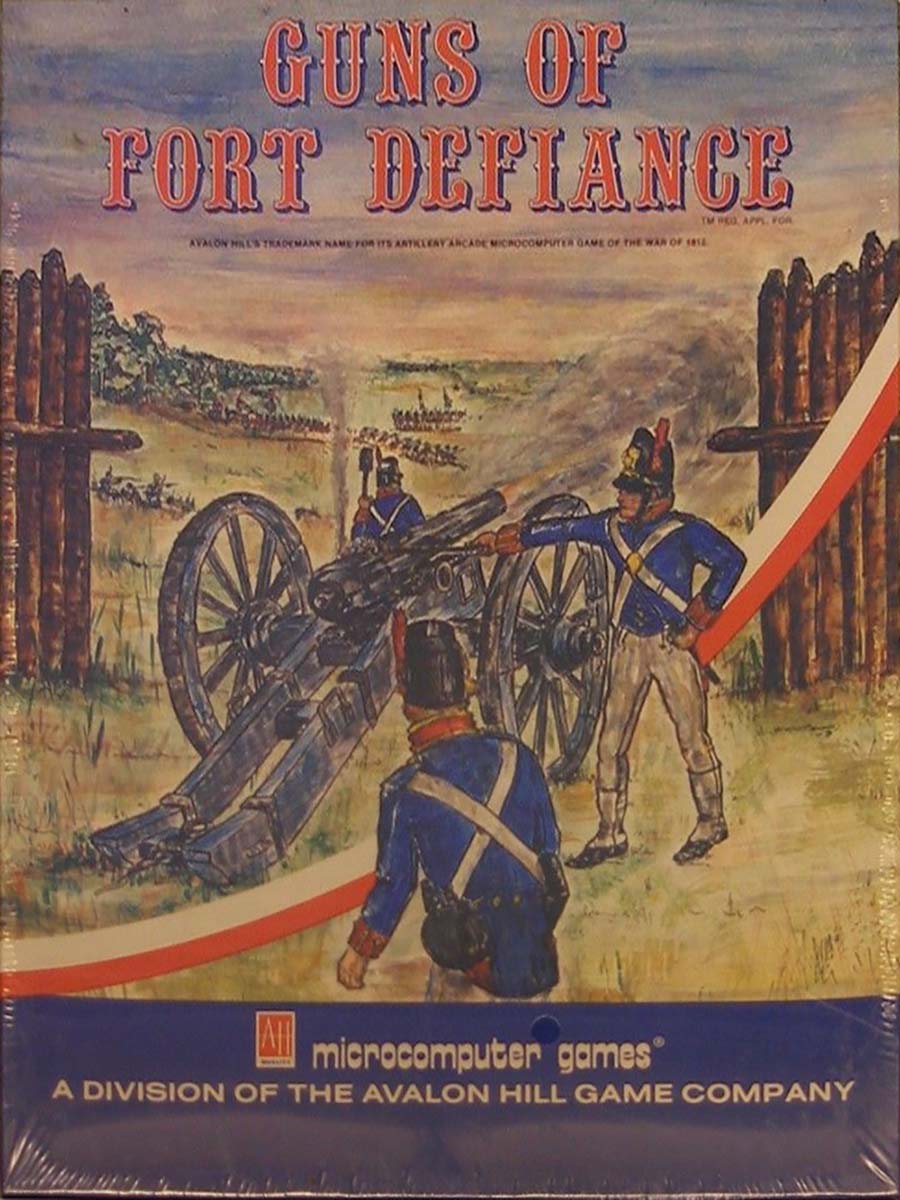 GUNS OF
FORT DEFIANCE
TM REG. APPL. FOR.
AVALON HILL'S TRADEMARK NAME FOR ITS ARTILLERY ARCADE MICROCOMPUTER GAME OF THE WAR OF 1812.
AH
microcomputer games®
A DIVISION OF THE AVALON HILL GAME COMPANY